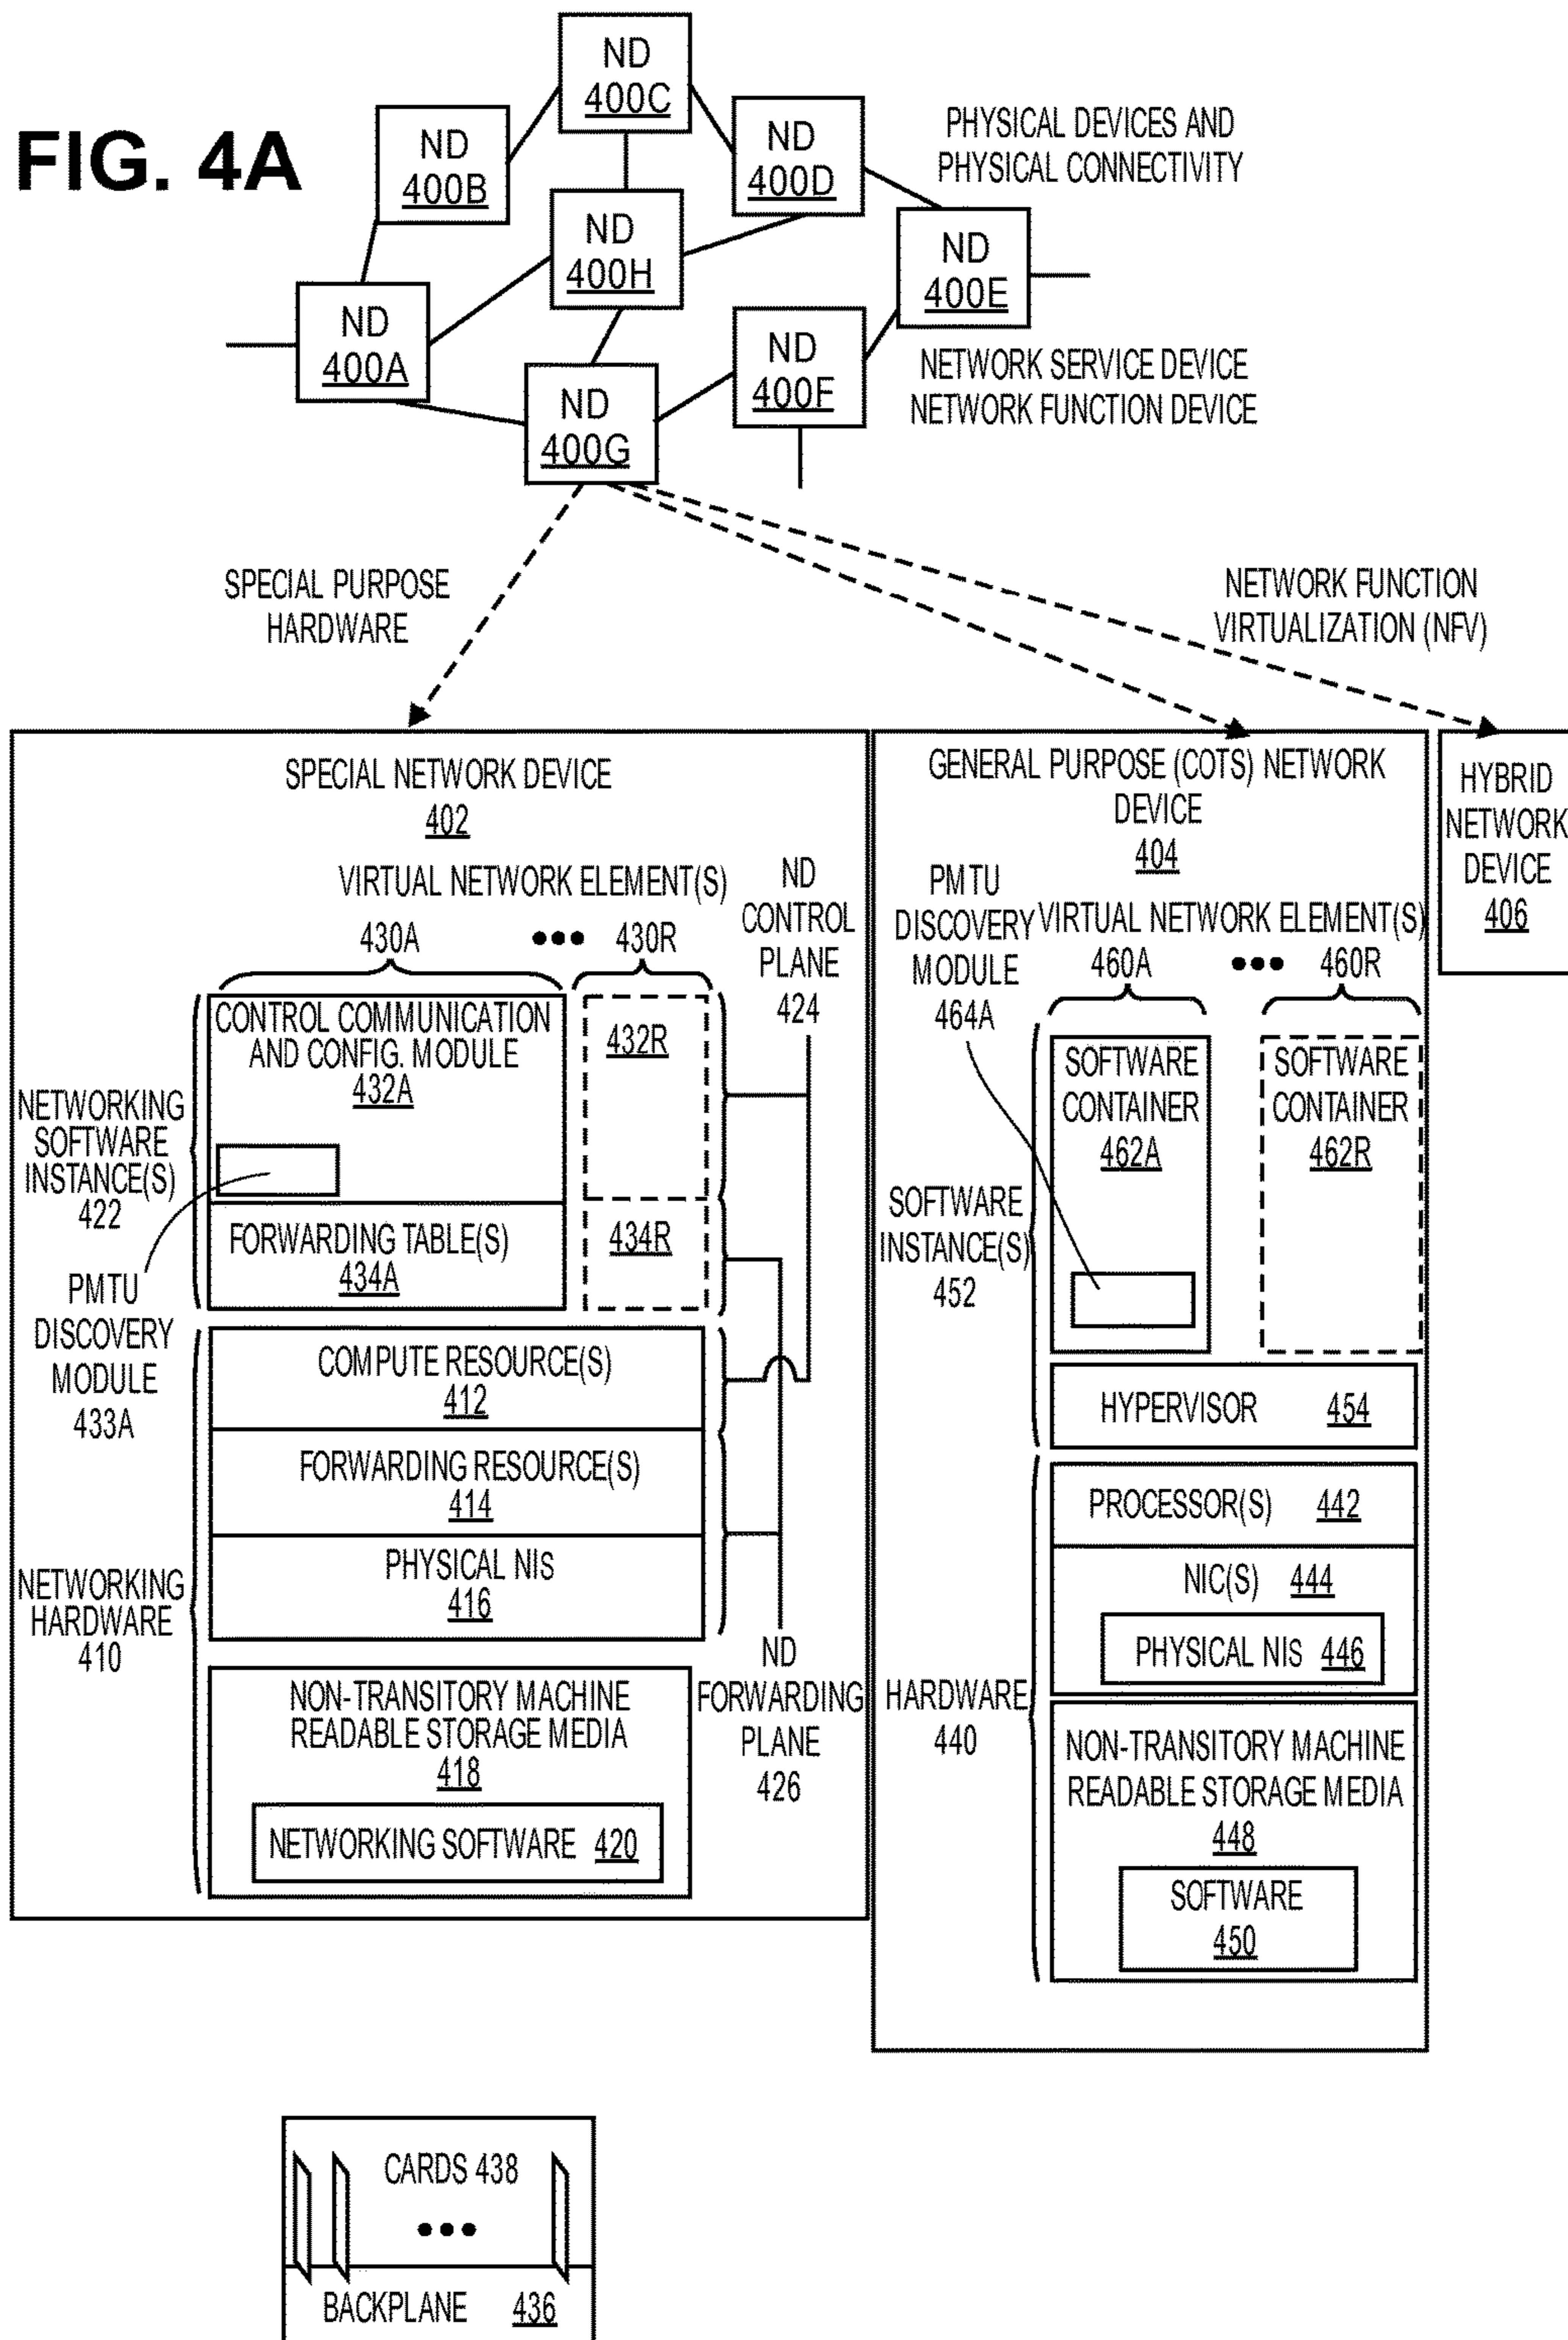 FIG. 4A
ND
400C
ND
400B
ND
400D
PHYSICAL DEVICES AND
PHYSICAL CONNECTIVITY
ND
400H
ND
400E
ND
400A
ND
400F
NETWORK SERVICE DEVICE
NETWORK FUNCTION DEVICE
ND
400G
SPECIAL PURPOSE
HARDWARE
NETWORK FUNCTION
VIRTUALIZATION (NFV)
SPECIAL NETWORK DEVICE
402
VIRTUAL NETWORK ELEMENT(S)
430A
••• 430R
ND
CONTROL
PLANE
424
CONTROL COMMUNICATION
AND CONFIG. MODULE
432A
432R
NETWORKING
SOFTWARE
INSTANCE(S)
422
FORWARDING TABLE(S)
434A
434R
PMTU
DISCOVERY
MODULE
433A
COMPUTE RESOURCE(S)
412
FORWARDING RESOURCE(S)
414
PHYSICAL NIS
416
NETWORKING
HARDWARE
410
ND
FORWARDING
PLANE
426
NON-TRANSITORY MACHINE
READABLE STORAGE MEDIA
418
NETWORKING SOFTWARE 420
GENERAL PURPOSE (COTS) NETWORK
DEVICE
404
PMTU
DISCOVERY
MODULE
464A
VIRTUAL NETWORK ELEMENT(S)
460A ••• 460R
SOFTWARE
CONTAINER
462A
SOFTWARE
CONTAINER
462R
SOFTWARE
INSTANCE(S)
452
HYPERVISOR 454
PROCESSOR(S) 442
NIC(S) 444
PHYSICAL NIS 446
HARDWARE
440
NON-TRANSITORY MACHINE
READABLE STORAGE MEDIA
448
SOFTWARE
450
HYBRID
NETWORK
DEVICE
406
CARDS 438
•••
BACKPLANE 436